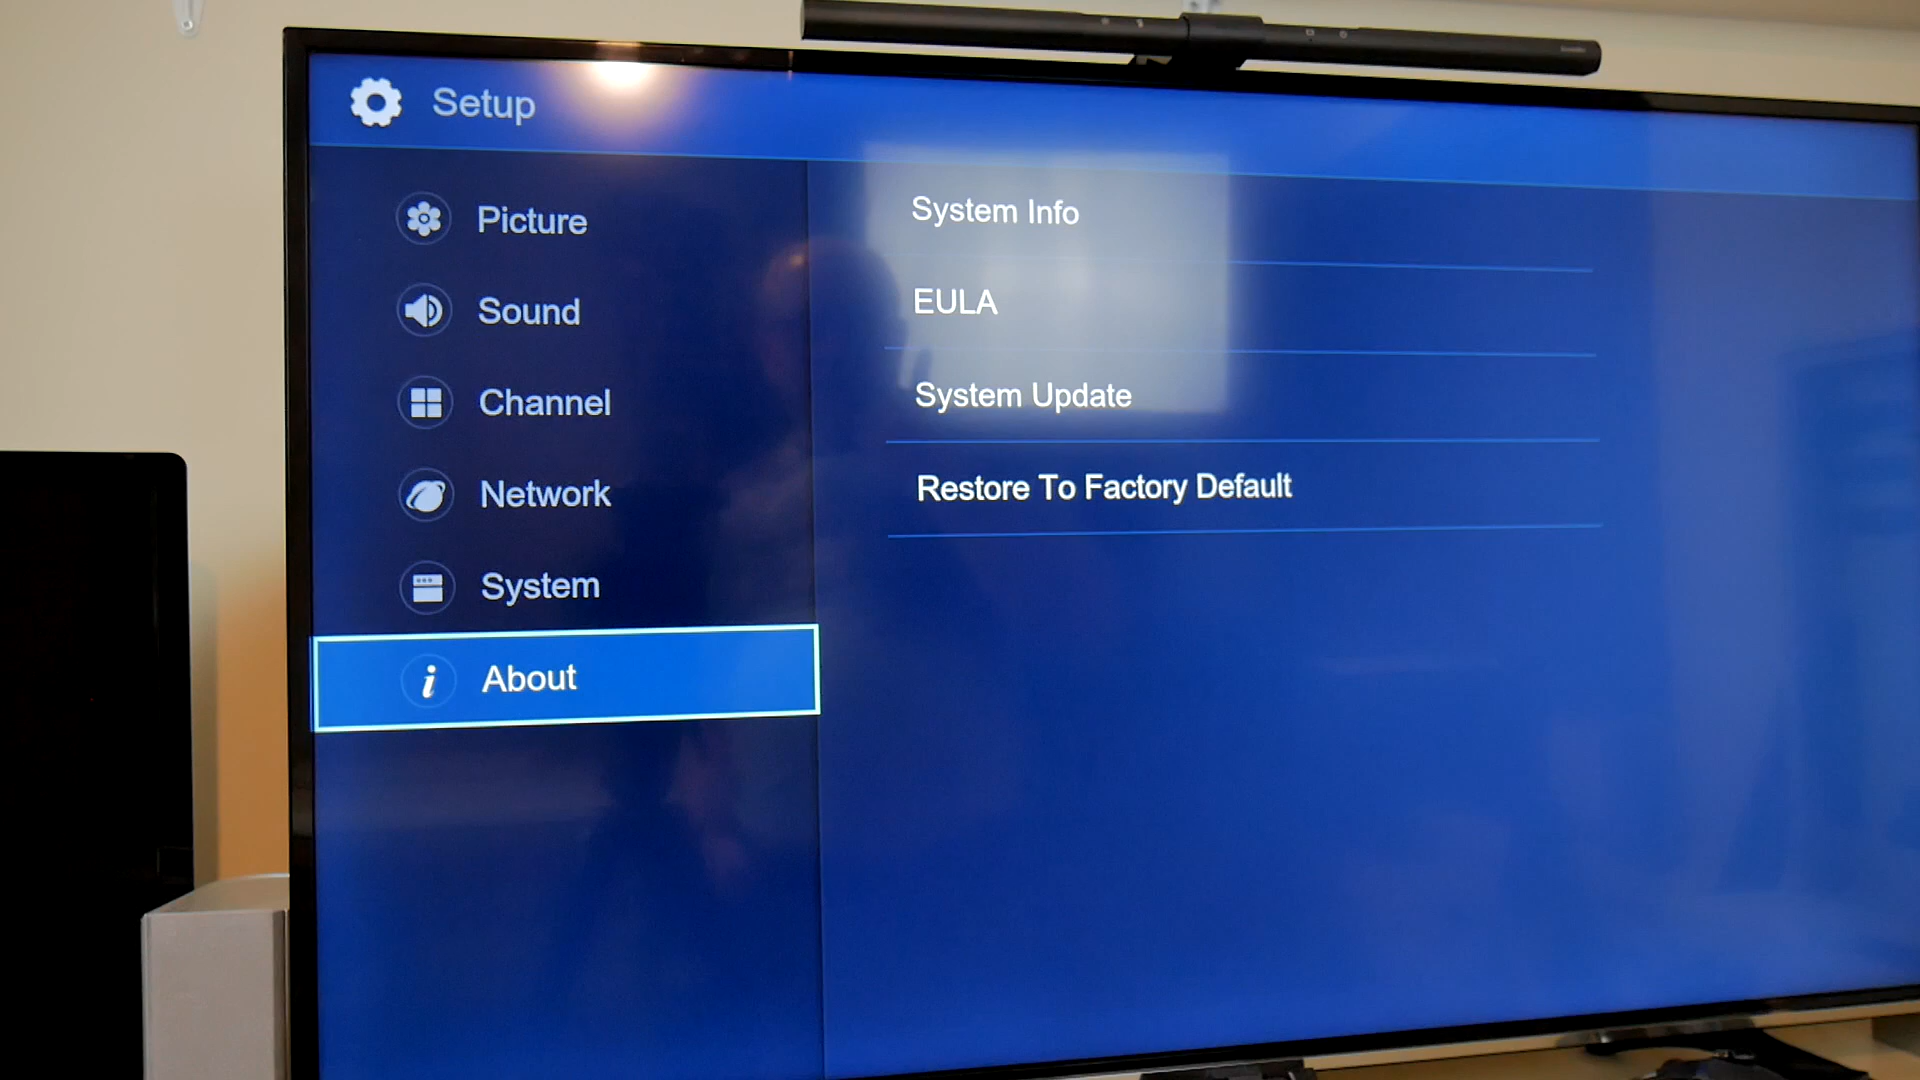 Setup
Picture
Sound
Channel
Network
System
About
System Info
EULA
System Update
Restore To Factory Default